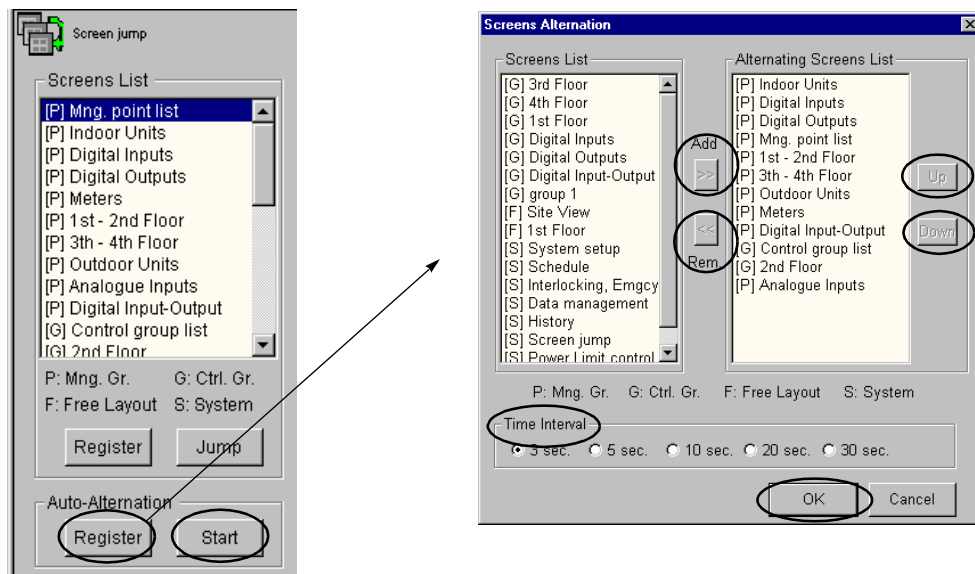 Screen jump
Screens List
[P] Mng. point list
[P] Indoor Units
[P] Digital Inputs
[P] Digital Outputs
[P] Meters
[P] 1st - 2nd Floor
[P] 3th - 4th Floor
[P] Outdoor Units
[P] Analogue Inputs
[P] Digital Input-Output
[G] Control group list
[G] 2nd Floor
P: Mng. Gr. G: Ctrl. Gr.
F: Free Layout S: System
Register Jump
Auto-Alternation
Register Start
Screens Alternation
Screens List
[G] 3rd Floor
[G] 4th Floor
[G] 1st Floor
[G] Digital Inputs
[G] Digital Outputs
[G] Digital Input-Output
[G] group 1
[F] Site View
[F] 1st Floor
[S] System setup
[S] Schedule
[S] Interlocking, Emgcy
[S] Data management
[S] History
[S] Screen jump
[S] Power Limit control
Add
>>
<<
Rem.
Alternating Screens List
[P] Indoor Units
[P] Digital Inputs
[P] Digital Outputs
[P] Mng. point list
[P] 1st - 2nd Floor
[P] 3th - 4th Floor
[P] Outdoor Units
[P] Meters
[P] Digital Input-Output
[G] Control group list
[G] 2nd Floor
[P] Analogue Inputs
Up
Down
P: Mng. Gr. G: Ctrl. Gr. F: Free Layout S: System
Time Interval
3 sec. 5 sec. 10 sec. 20 sec. 30 sec.
OK Cancel